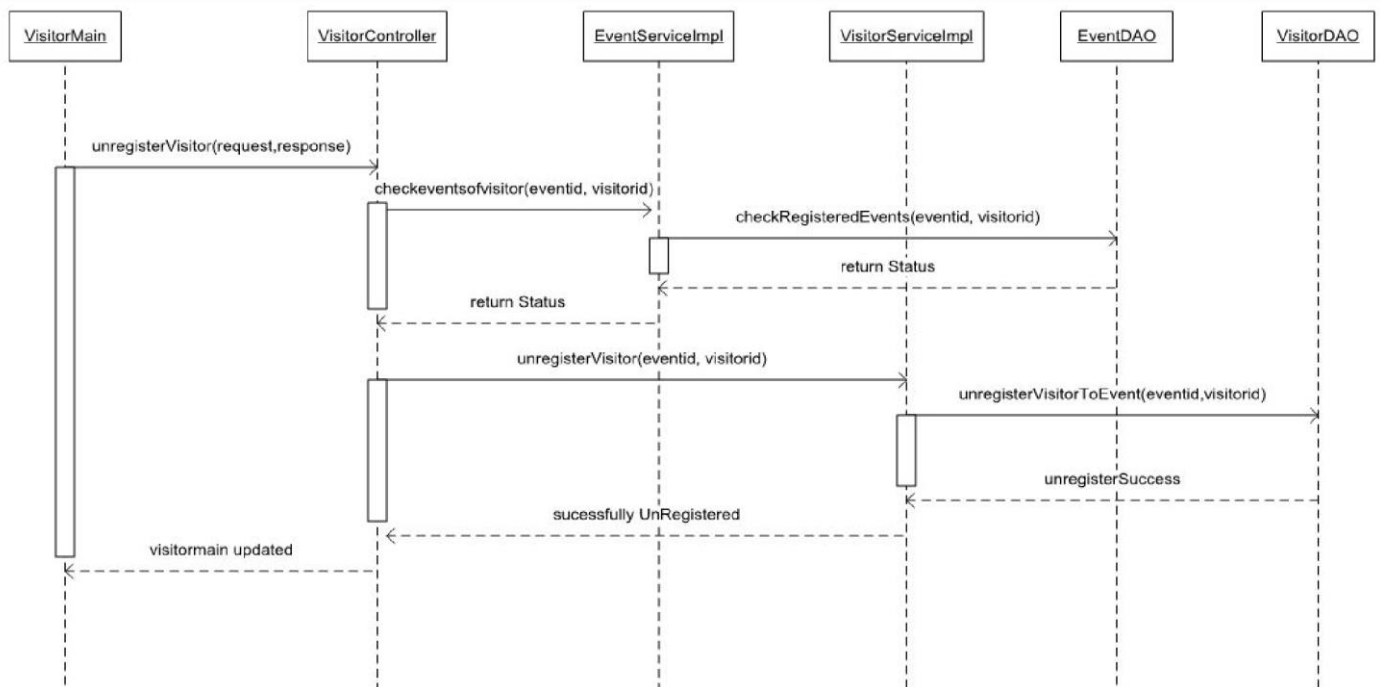 VisitorMain
VisitorController
EventServiceImpl
VisitorServiceImpl
EventDAO
VisitorDAO
unregisterVisitor(request,response)
checkeventsofvisitor(eventid, visitorid)
checkRegisteredEvents(eventid, visitorid)
return Status
return Status
unregisterVisitor(eventid, visitorid)
unregisterVisitorToEvent(eventid,visitorid)
unregisterSuccess
sucessfully UnRegistered
visitormain updated